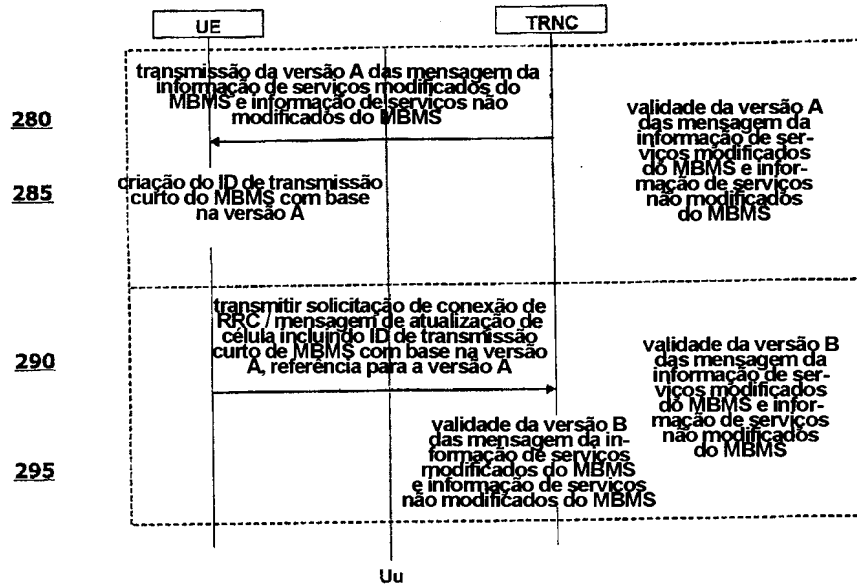 UE
TRNC
transmissão da versão A das mensagem da
informação de serviços modificados do
MBMS e informação de serviços não
modificados do MBMS
280
validade da versão A
das mensagem da
informação de ser-
viços modificados
do MBMS e infor-
mação de serviços
não modificados
do MBMS
285
criação do ID de transmissão
curto do MBMS com base
na versão A
transmitir solicitação de conexão de
RRC / mensagem de atualização de
célula incluindo ID de transmissão
curto de MBMS com base na versão
A, referência para a versão A
290
validade da versão B
das mensagem da
informação de ser-
viços modificados
do MBMS e infor-
mação de serviços
não modificados
do MBMS
295
validade da versão B
das mensagem da in-
formação de serviços
modificados do MBMS
e informação de serviços
não modificados do MBMS
Uu